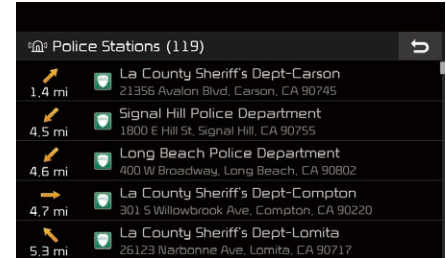 Police Stations (119)
La County Sheriff's Dept-Carson
1.4 mi
21356 Avalon Blvd, Carson, CA 90745
Signal Hill Police Department
4.5 mi
1800 E Hill St, Signal Hill, CA 90755
Long Beach Police Department
4.6 mi
400 W Broadway, Long Beach, CA 90802
La County Sheriff's Dept-Compton
4.7 mi
301 S Willowbrook Ave, Compton, CA 90220
La County Sheriff's Dept-Lomita
5.3 mi
26123 Narbonne Ave, Lomita, CA 90717